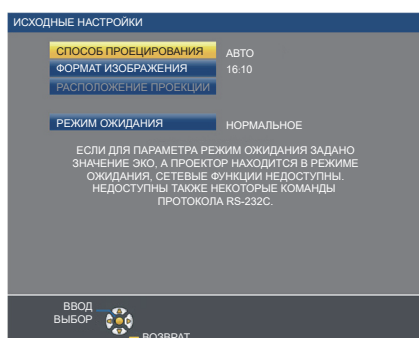 ИСХОДНЫЕ НАСТРОЙКИ
СПОСОБ ПРОЕЦИРОВАНИЯ АВТО
ФОРМАТ ИЗОБРАЖЕНИЯ 16:10
РАСПОЛОЖЕНИЕ ПРОЕКЦИИ
РЕЖИМ ОЖИДАНИЯ НОРМАЛЬНОЕ
ЕСЛИ ДЛЯ ПАРАМЕТРА РЕЖИМ ОЖИДАНИЯ ЗАДАНО
ЗНАЧЕНИЕ ЭКО, А ПРОЕКТОР НАХОДИТСЯ В РЕЖИМЕ
ОЖИДАНИЯ, СЕТЕВЫЕ ФУНКЦИИ НЕДОСТУПНЫ.
НЕДОСТУПНЫ ТАКЖЕ НЕКОТОРЫЕ КОМАНДЫ
ПРОТОКОЛА RS-232C.
ВВОД
ВЫБОР
ВОЗВРАТ